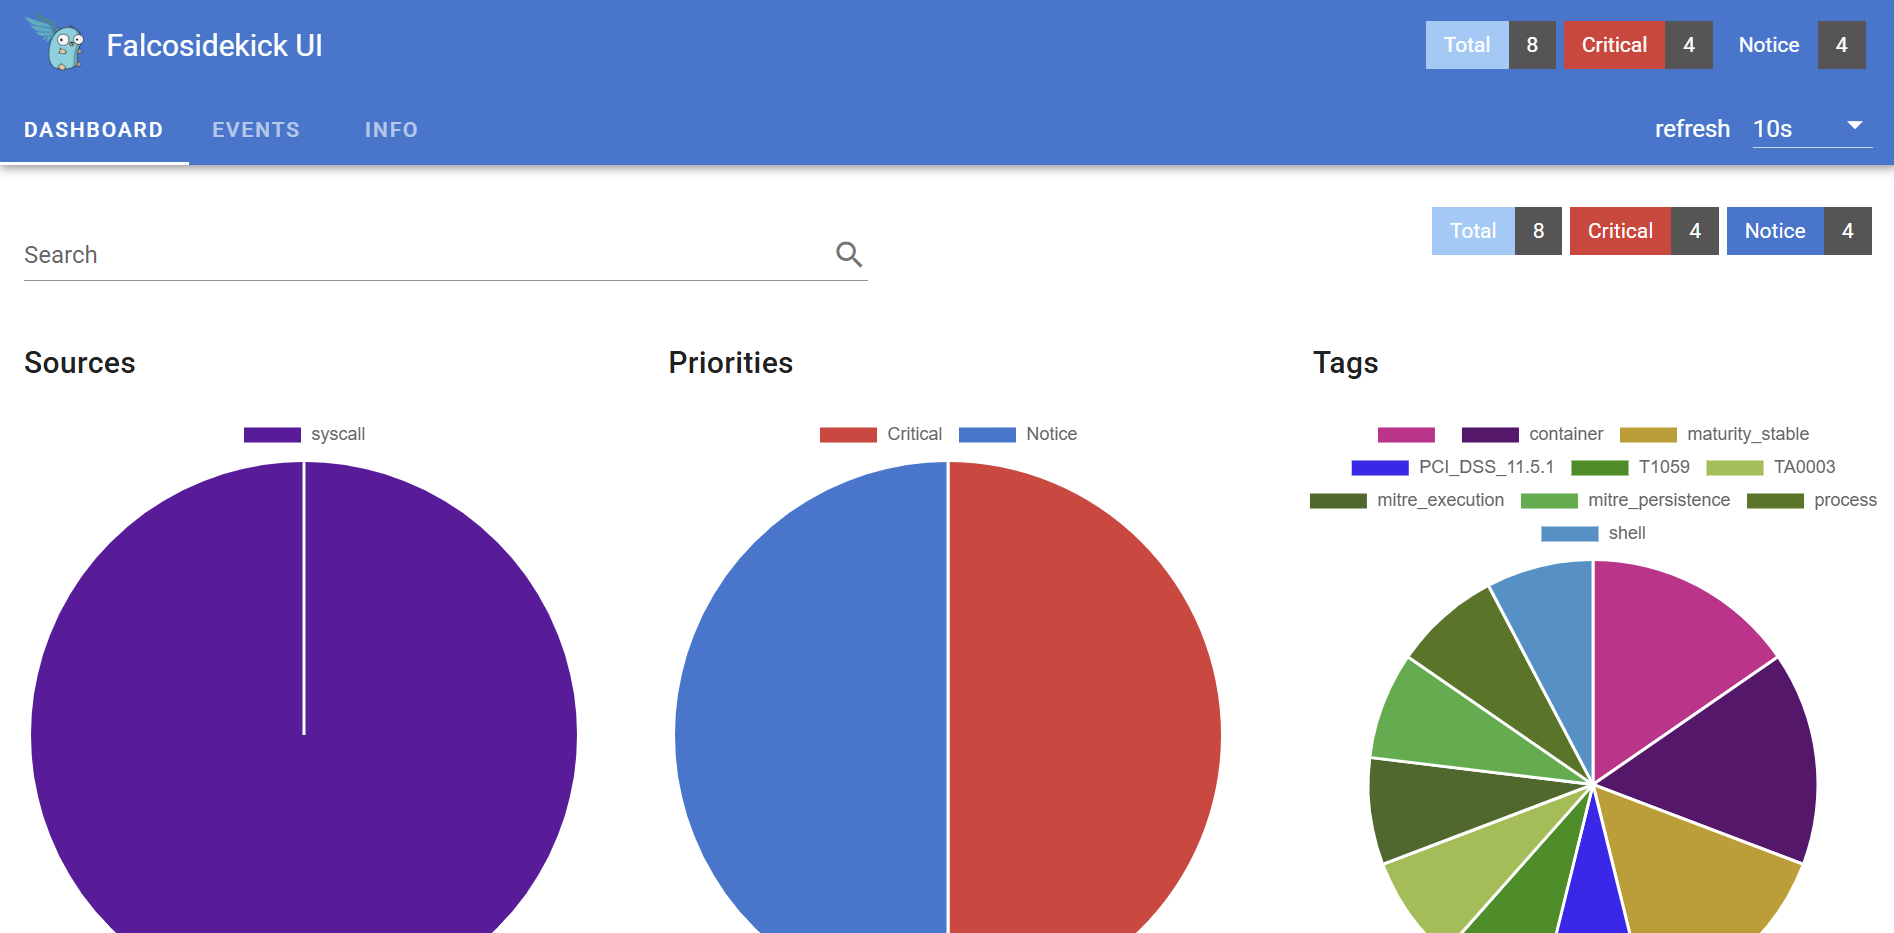 Falcosidekick UI
Total 8 Critical 4 Notice 4
DASHBOARD EVENTS INFO
refresh 10s
Search
Total 8 Critical 4 Notice 4
Sources
syscall
Priorities
Critical Notice
Tags
container maturity_stable
PCI_DSS_11.5.1 T1059 TA0003
mitre_execution mitre_persistence process
shell